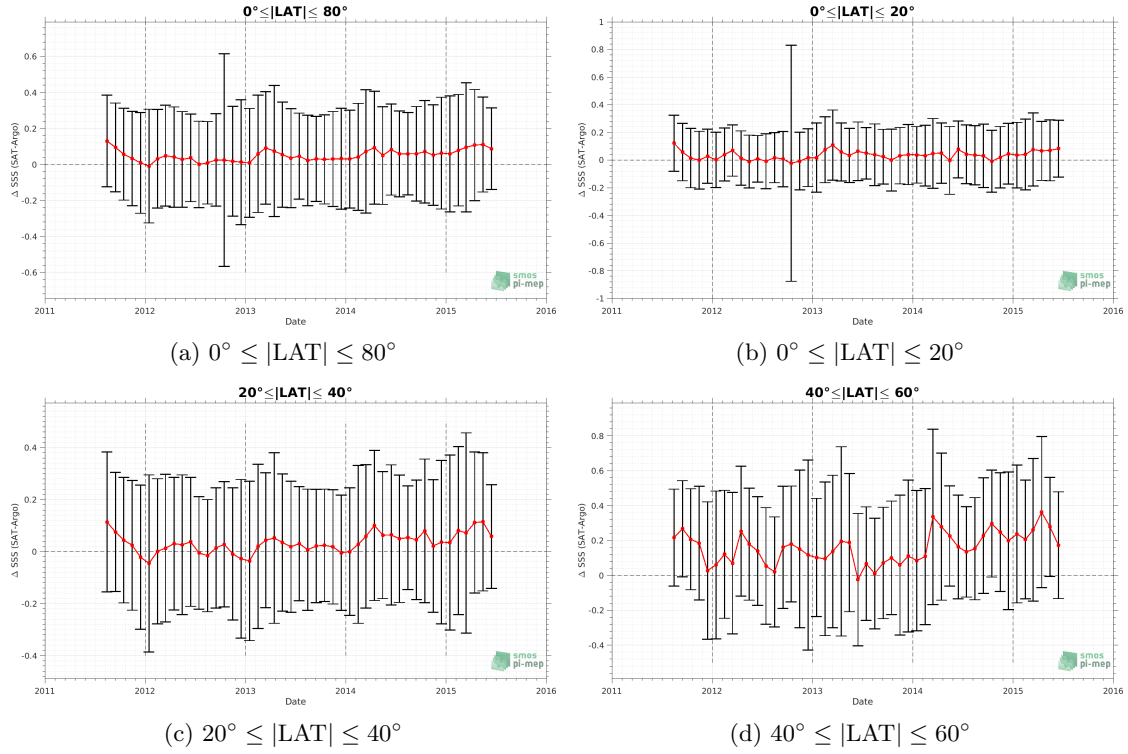 0°≤|LAT|≤ 80°
0.6
0.4
0.2
0
-0.2
-0.4
-0.6
Δ SSS (SAT-Argo)
2011
2012
2013
2014
2015
2016
Date
smos
pi-mep
(a) 0° ≤ |LAT| ≤ 80°
0°≤|LAT|≤ 20°
1
0.8
0.6
0.4
0.2
0
-0.2
-0.4
-0.6
-0.8
-1
Δ SSS (SAT-Argo)
2011
2012
2013
2014
2015
2016
Date
smos
pi-mep
(b) 0° ≤ |LAT| ≤ 20°
20°≤|LAT|≤ 40°
0.4
0.2
0
-0.2
-0.4
Δ SSS (SAT-Argo)
2011
2012
2013
2014
2015
2016
Date
smos
pi-mep
(c) 20° ≤ |LAT| ≤ 40°
40°≤|LAT|≤ 60°
0.8
0.6
0.4
0.2
0
-0.2
-0.4
Δ SSS (SAT-Argo)
2011
2012
2013
2014
2015
2016
Date
smos
pi-mep
(d) 40° ≤ |LAT| ≤ 60°